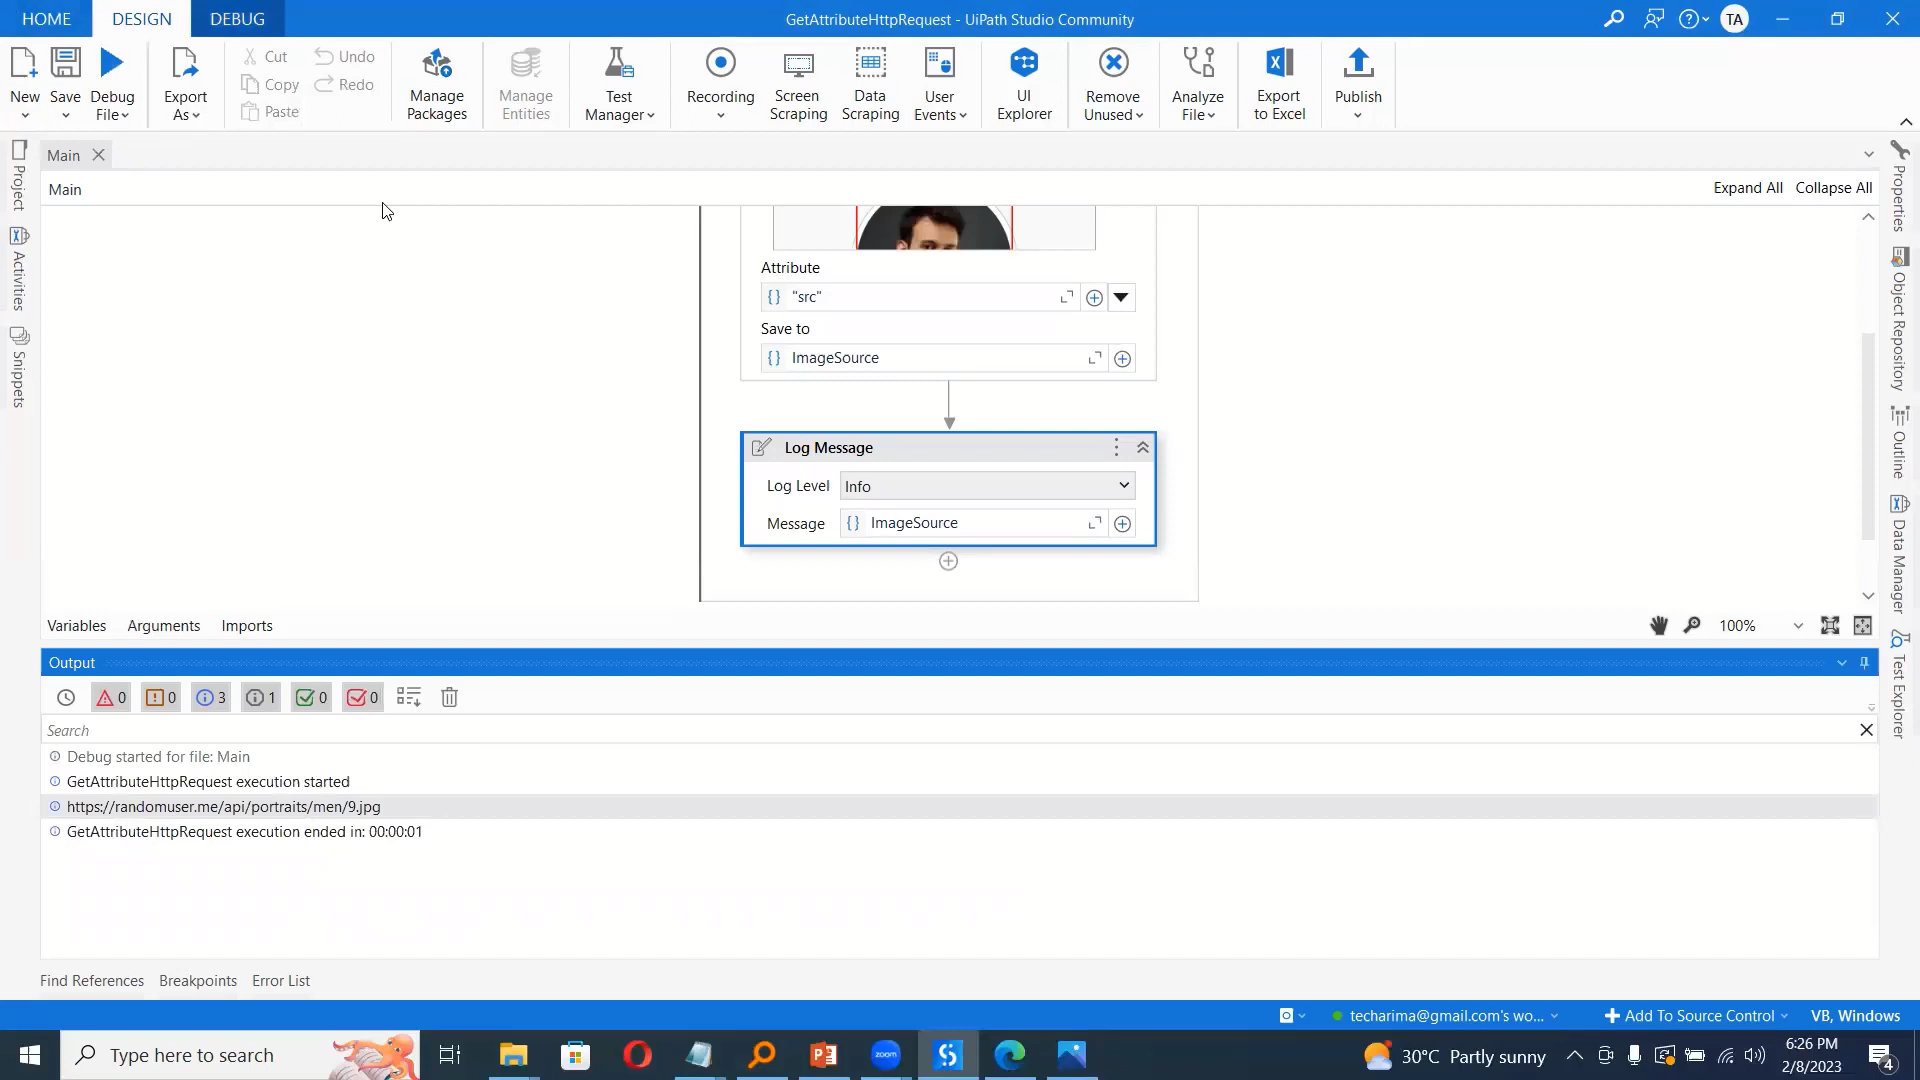 HOME DESIGN DEBUG GetAttributeHttpRequest - UiPath Studio Community TA
New Save Debug File Export As Cut Copy Paste Undo Redo Manage Packages Manage Entities Test Manager Recording Screen Scraping Data Scraping User Events UI Explorer Remove Unused Analyze File Export to Excel Publish
Project
Activities
Snippets
Main
Main Expand All Collapse All
Attribute
"src"
Save to
ImageSource
Log Message
Log Level Info
Message ImageSource
Properties
Object Repository
Outline
Data Manager
Test Explorer
Variables Arguments Imports 100%
Output
0 0 3 1 0 0
Search
Debug started for file: Main
GetAttributeHttpRequest execution started
https://randomuser.me/api/portraits/men/9.jpg
GetAttributeHttpRequest execution ended in: 00:00:01
Find References Breakpoints Error List
techarima@gmail.com's wo... Add To Source Control VB, Windows
Type here to search zoom 30°C Partly sunny 6:26 PM
2/8/2023 4